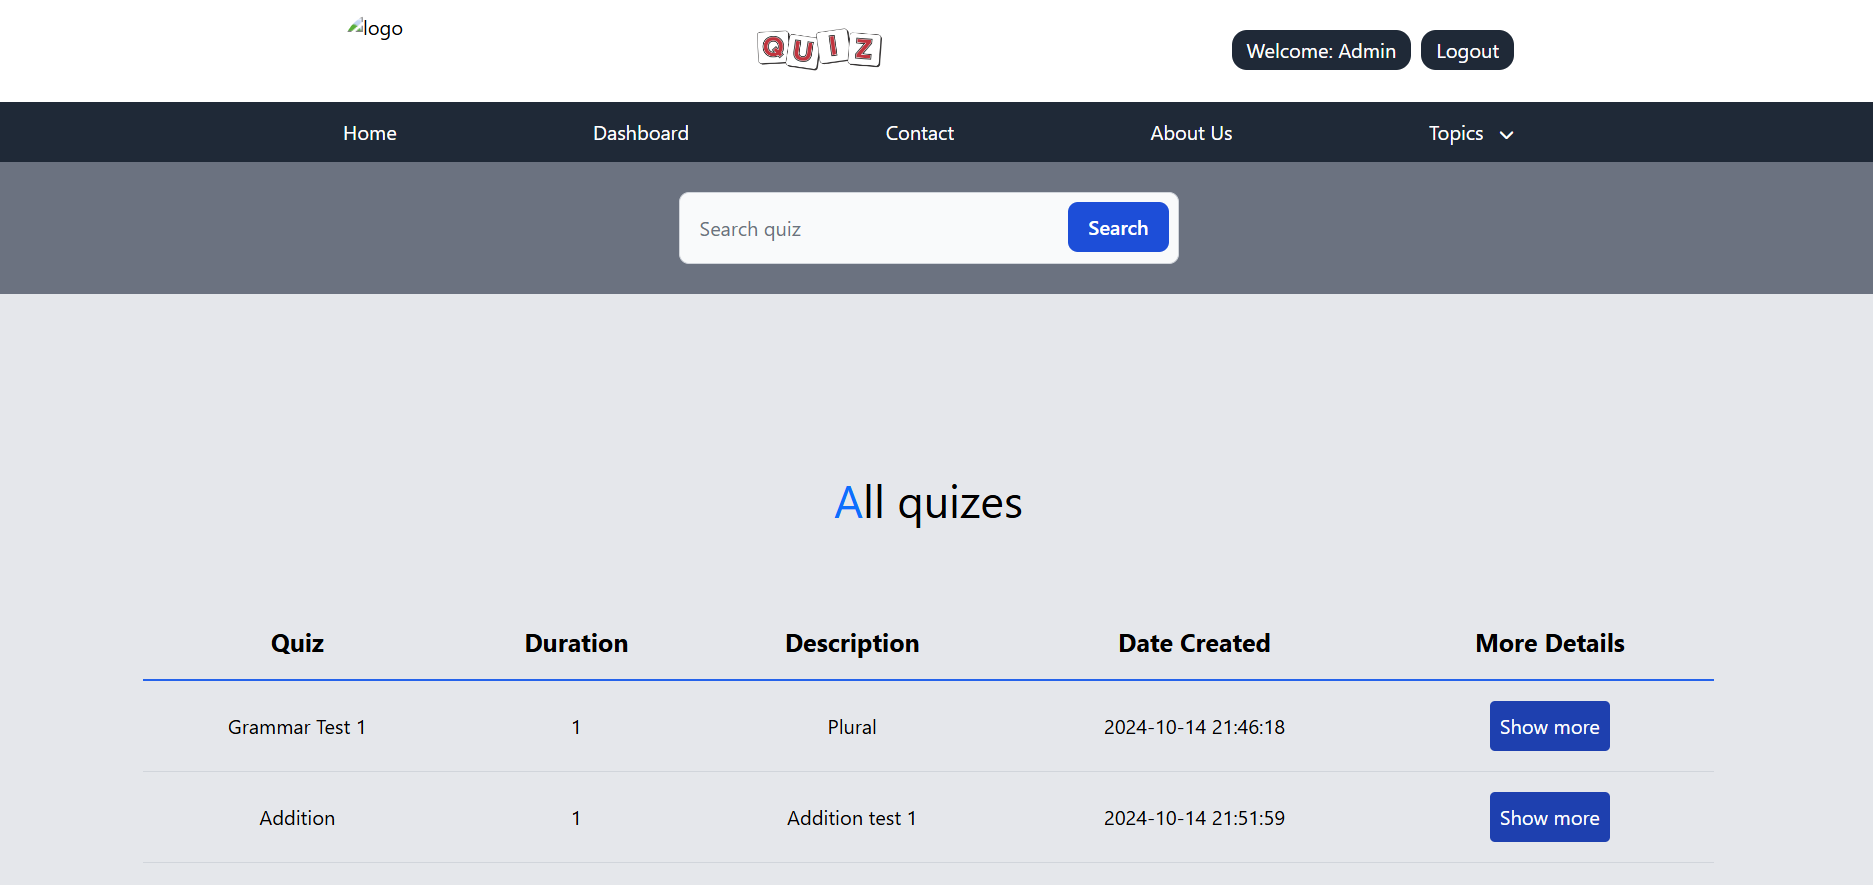 logo
QUIZ
Welcome: Admin Logout
Home Dashboard Contact About Us Topics
Search quiz Search
All quizes
Quiz Duration Description Date Created More Details
Grammar Test 1 1 Plural 2024-10-14 21:46:18 Show more
Addition 1 Addition test 1 2024-10-14 21:51:59 Show more